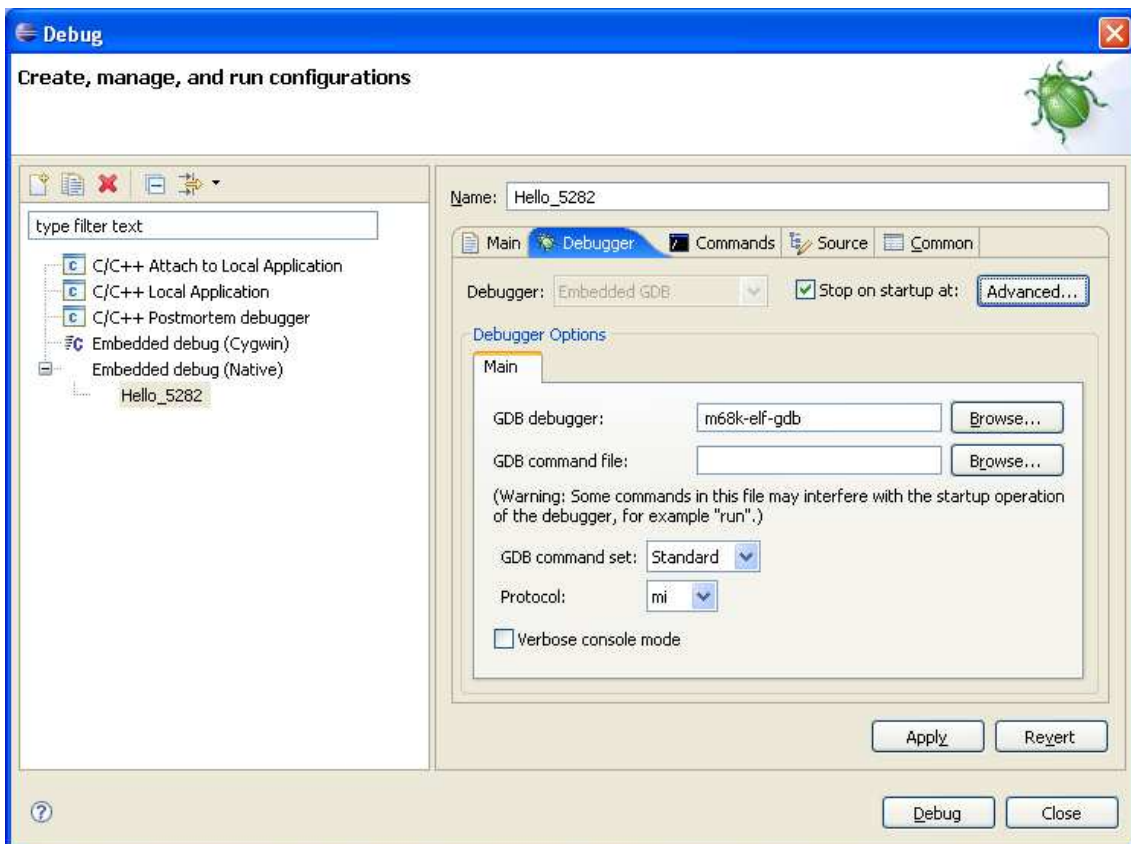 Debug
Create, manage, and run configurations
type filter text
C/C++ Attach to Local Application
C/C++ Local Application
C/C++ Postmortem debugger
Embedded debug (Cygwin)
Embedded debug (Native)
Hello_5282
Name: Hello_5282
Main Debugger Commands Source Common
Debugger: Embedded GDB Stop on startup at: Advanced...
Debugger Options
Main
GDB debugger: m68k-elf-gdb Browse...
GDB command file: Browse...
(Warning: Some commands in this file may interfere with the startup operation
of the debugger, for example "run".)
GDB command set: Standard
Protocol: mi
Verbose console mode
Apply Revert
Debug Close